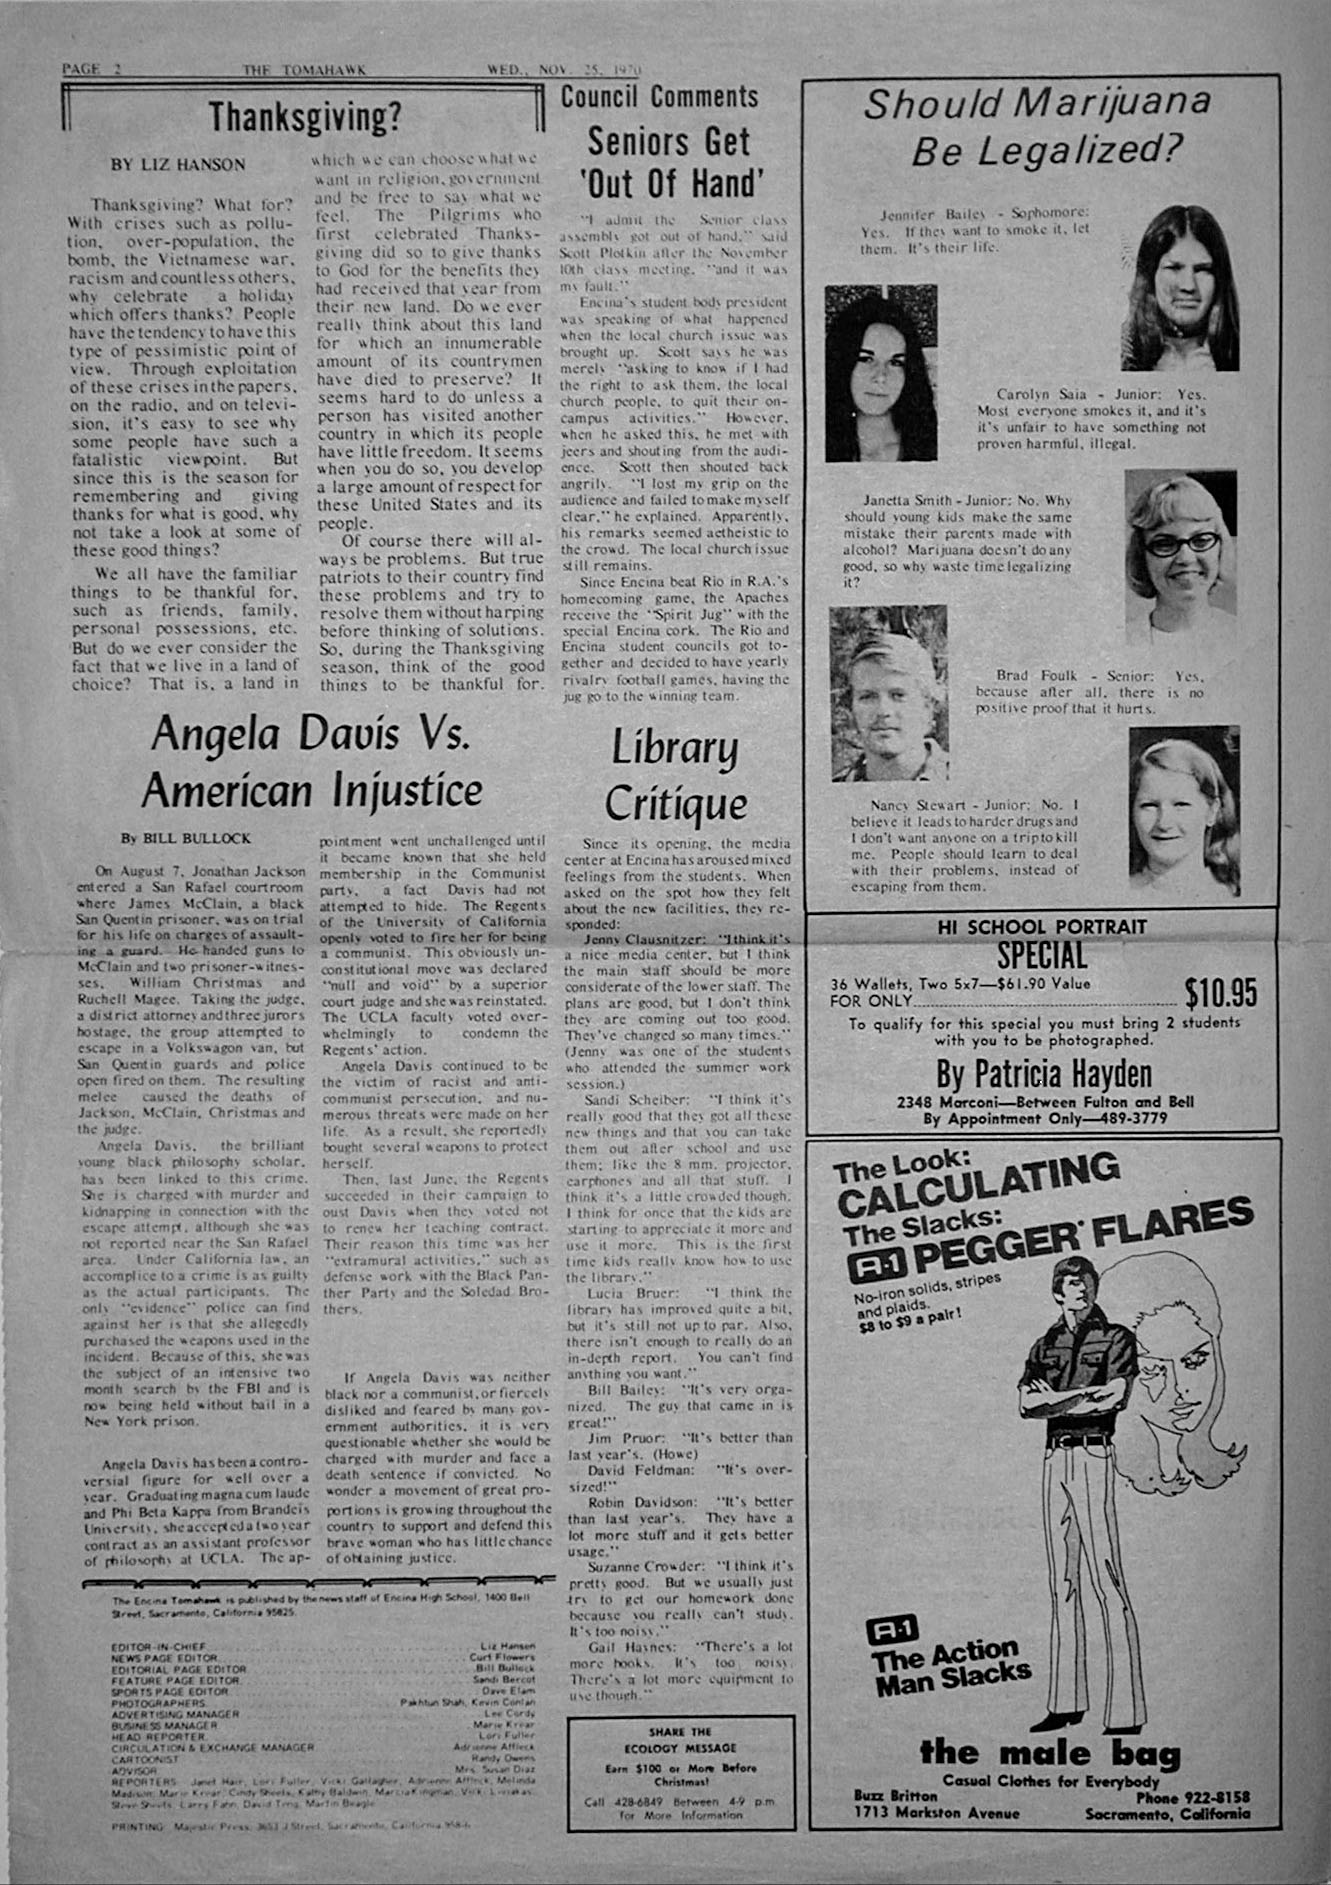 PAGE 2 THE TOMAHAWK WED., NOV. 25, 1970
Thanksgiving?
BY LIZ HANSON
Thanksgiving? What for?
With crises such as pollu-
tion, over-population, the
bomb, the Vietnamese war,
racism and countless others,
why celebrate a holiday
which offers thanks? People
have the tendency to have this
type of pessimistic point of
view. Through exploitation
of these crises in the papers,
on the radio, and on televi-
sion, it's easy to see why
some people have such a
fatalistic viewpoint. But
since this is the season for
remembering and giving
thanks for what is good, why
not take a look at some of
these good things?
We all have the familiar
things to be thankful for,
such as friends, family,
personal possessions, etc.
But do we ever consider the
fact that we live in a land of
choice? That is, a land in
which we can choose what we
want in religion, government
and be free to say what we
feel. The Pilgrims who
first celebrated Thanks-
giving did so to give thanks
to God for the benefits they
had received that year from
their new land. Do we ever
really think about this land
for which an innumerable
amount of its countrymen
have died to preserve? It
seems hard to do unless a
person has visited another
country in which its people
have little freedom. It seems
when you do so, you develop
a large amount of respect for
these United States and its
people.
Of course there will al-
ways be problems. But true
patriots to their country find
these problems and try to
resolve them without harping
before thinking of solutions.
So, during the Thanksgiving
season, think of the good
things to be thankful for.
Angela Davis Vs.
American Injustice
By BILL BULLOCK
On August 7, Jonathan Jackson
entered a San Rafael courtroom
where James McClain, a black
San Quentin prisoner, was on trial
for his life on charges of assault-
ing a guard. He handed guns to
McClain and two prisoner-witnes-
ses, William Christmas and
Ruchell Magee. Taking the judge,
a district attorney and three jurors
hostage, the group attempted to
escape in a Volkswagon van, but
San Quentin guards and police
open fired on them. The resulting
melee caused the deaths of
Jackson, McClain, Christmas and
the judge.
Angela Davis, the brilliant
young black philosophy scholar,
has been linked to this crime.
She is charged with murder and
kidnapping in connection with the
escape attempt, although she was
not reported near the San Rafael
area. Under California law, an
accomplice to a crime is as guilty
as the actual participants. The
only "evidence" police can find
against her is that she allegedly
purchased the weapons used in the
incident. Because of this, she was
the subject of an intensive two
month search by the FBI and is
now being held without bail in a
New York prison.
Angela Davis has been a contro-
versial figure for well over a
year. Graduating magna cum laude
and Phi Beta Kappa from Brandeis
University, she accepted a two year
contract as an assistant professor
of philosophy at UCLA. The ap-
pointment went unchallenged until
it became known that she held
membership in the Communist
party, a fact Davis had not
attempted to hide. The Regents
of the University of California
openly voted to fire her for being
a communist. This obviously un-
constitutional move was declared
"null and void" by a superior
court judge and she was reinstated.
The UCLA faculty voted over-
whelmingly to condemn the
Regents' action.
Angela Davis continued to be
the victim of racist and anti-
communist persecution, and nu-
merous threats were made on her
life. As a result, she reportedly
bought several weapons to protect
herself.
Then, last June, the Regents
succeeded in their campaign to
oust Davis when they voted not
to renew her teaching contract.
Their reason this time was her
"extramural activities," such as
defense work with the Black Pan-
ther Party and the Soledad Bro-
thers.
If Angela Davis was neither
black nor a communist, or fiercely
disliked and feared by many gov-
ernment authorities, it is very
questionable whether she would be
charged with murder and face a
death sentence if convicted. No
wonder a movement of great pro-
portions is growing throughout the
country to support and defend this
brave woman who has little chance
of obtaining justice.
The Encina Tomahawk is published by the news staff of Encina High School, 1400 Bell
Street, Sacramento, California 95825.
EDITOR-IN-CHIEF Liz Hansen
NEWS PAGE EDITOR Curt Flowers
EDITORIAL PAGE EDITOR Bill Bullock
FEATURE PAGE EDITOR Sandi Bercot
SPORTS PAGE EDITOR Dave Elam
PHOTOGRAPHERS Pakhtun Shah, Kevin Conlan
ADVERTISING MANAGER Lee Cordy
BUSINESS MANAGER Marie Krear
HEAD REPORTER Lori Fuller
CIRCULATION & EXCHANGE MANAGER Adrienne Affleck
CARTOONIST Randy Owens
ADVISOR Mrs. Susan Diaz
REPORTERS: Janet Hair, Lori Fuller, Vicki Gallagher, Adrienne Affleck, Melinda
Madison, Marie Krear, Cindy Sheets, Kathy Baldwin, Marcia Kingman, Vicki
Steve Sheets, Larry Fahn, David Teng, Martin Beagle
PRINTING: Majestic Press, 3653 J Street, Sacramento, California
Council Comments
Seniors Get
'Out Of Hand'
"I admit the Senior class
assembly got out of hand," said
Scott Plotkin after the November
10th class meeting, "and it was
my fault."
Encina's student body president
was speaking of what happened
when the local church issue was
brought up. Scott says he was
merely "asking to know if I had
the right to ask them, the local
church people, to quit their on-
campus activities." However,
when he asked this, he met with
jeers and shouting from the audi-
ence. Scott then shouted back
angrily. "I lost my grip on the
audience and failed to make myself
clear," he explained. Apparently,
his remarks seemed aetheistic to
the crowd. The local church issue
still remains.
Since Encina beat Rio in R.A.'s
homecoming game, the Apaches
receive the "Spirit Jug" with the
special Encina cork. The Rio and
Encina student councils got to-
gether and decided to have yearly
rivalry football games, having the
jug go to the winning team.
Library
Critique
Since its opening, the media
center at Encina has aroused mixed
feelings from the students. When
asked on the spot how they felt
about the new facilities, they re-
sponded:
Jenny Clausnitzer: "I think it's
a nice media center, but I think
the main staff should be more
considerate of the lower staff. The
plans are good, but I don't think
they are coming out too good.
They've changed so many times."
(Jenny was one of the students
who attended the summer work
session.)
Sandi Scheiber: "I think it's
really good that they got all these
new things and that you can take
them out after school and use
them; like the 8 mm. projector,
earphones and all that stuff. I
think it's a little crowded though.
I think for once that the kids are
starting to appreciate it more and
use it more. This is the first
time kids really know how to use
the library."
Lucia Bruer: "I think the
library has improved quite a bit,
but it's still not up to par. Also,
there isn't enough to really do an
in-depth report. You can't find
anything you want."
Bill Bailey: "It's very orga-
nized. The guy that came in is
great!"
Jim Pruor: "It's better than
last year's. (Howe)
David Feldman: "It's over-
sized!"
Robin Davidson: "It's better
than last year's. They have a
lot more stuff and it gets better
usage."
Suzanne Crowder: "I think it's
pretty good. But we usually just
try to get our homework done
because you really can't study.
It's too noisy."
Gail Haynes: "There's a lot
more books. It's too noisy.
There's a lot more equipment to
use though."
SHARE THE
ECOLOGY MESSAGE
Earn $100 or More Before
Christmas!
Call 428-6849 Between 4-9 p.m.
for More Information
Should Marijuana
Be Legalized?
Jennifer Bailey - Sophomore:
Yes. If they want to smoke it, let
them. It's their life.
Carolyn Saia - Junior: Yes.
Most everyone smokes it, and it's
it's unfair to have something not
proven harmful, illegal.
Janetta Smith - Junior: No. Why
should young kids make the same
mistake their parents made with
alcohol? Marijuana doesn't do any
good, so why waste time legalizing
it?
Brad Foulk - Senior: Yes,
because after all, there is no
positive proof that it hurts.
Nancy Stewart - Junior: No. I
believe it leads to harder drugs and
I don't want anyone on a trip to kill
me. People should learn to deal
with their problems, instead of
escaping from them.
HI SCHOOL PORTRAIT
SPECIAL
36 Wallets, Two 5x7—$61.90 Value
FOR ONLY $10.95
To qualify for this special you must bring 2 students
with you to be photographed.
By Patricia Hayden
2348 Marconi—Between Fulton and Bell
By Appointment Only—489-3779
The Look:
CALCULATING
The Slacks:
A-1 PEGGER* FLARES
No-iron solids, stripes
and plaids.
$8 to $9 a pair!
A-1
The Action
Man Slacks
the male bag
Casual Clothes for Everybody
Buzz Britton Phone 922-8158
1713 Markston Avenue Sacramento, California